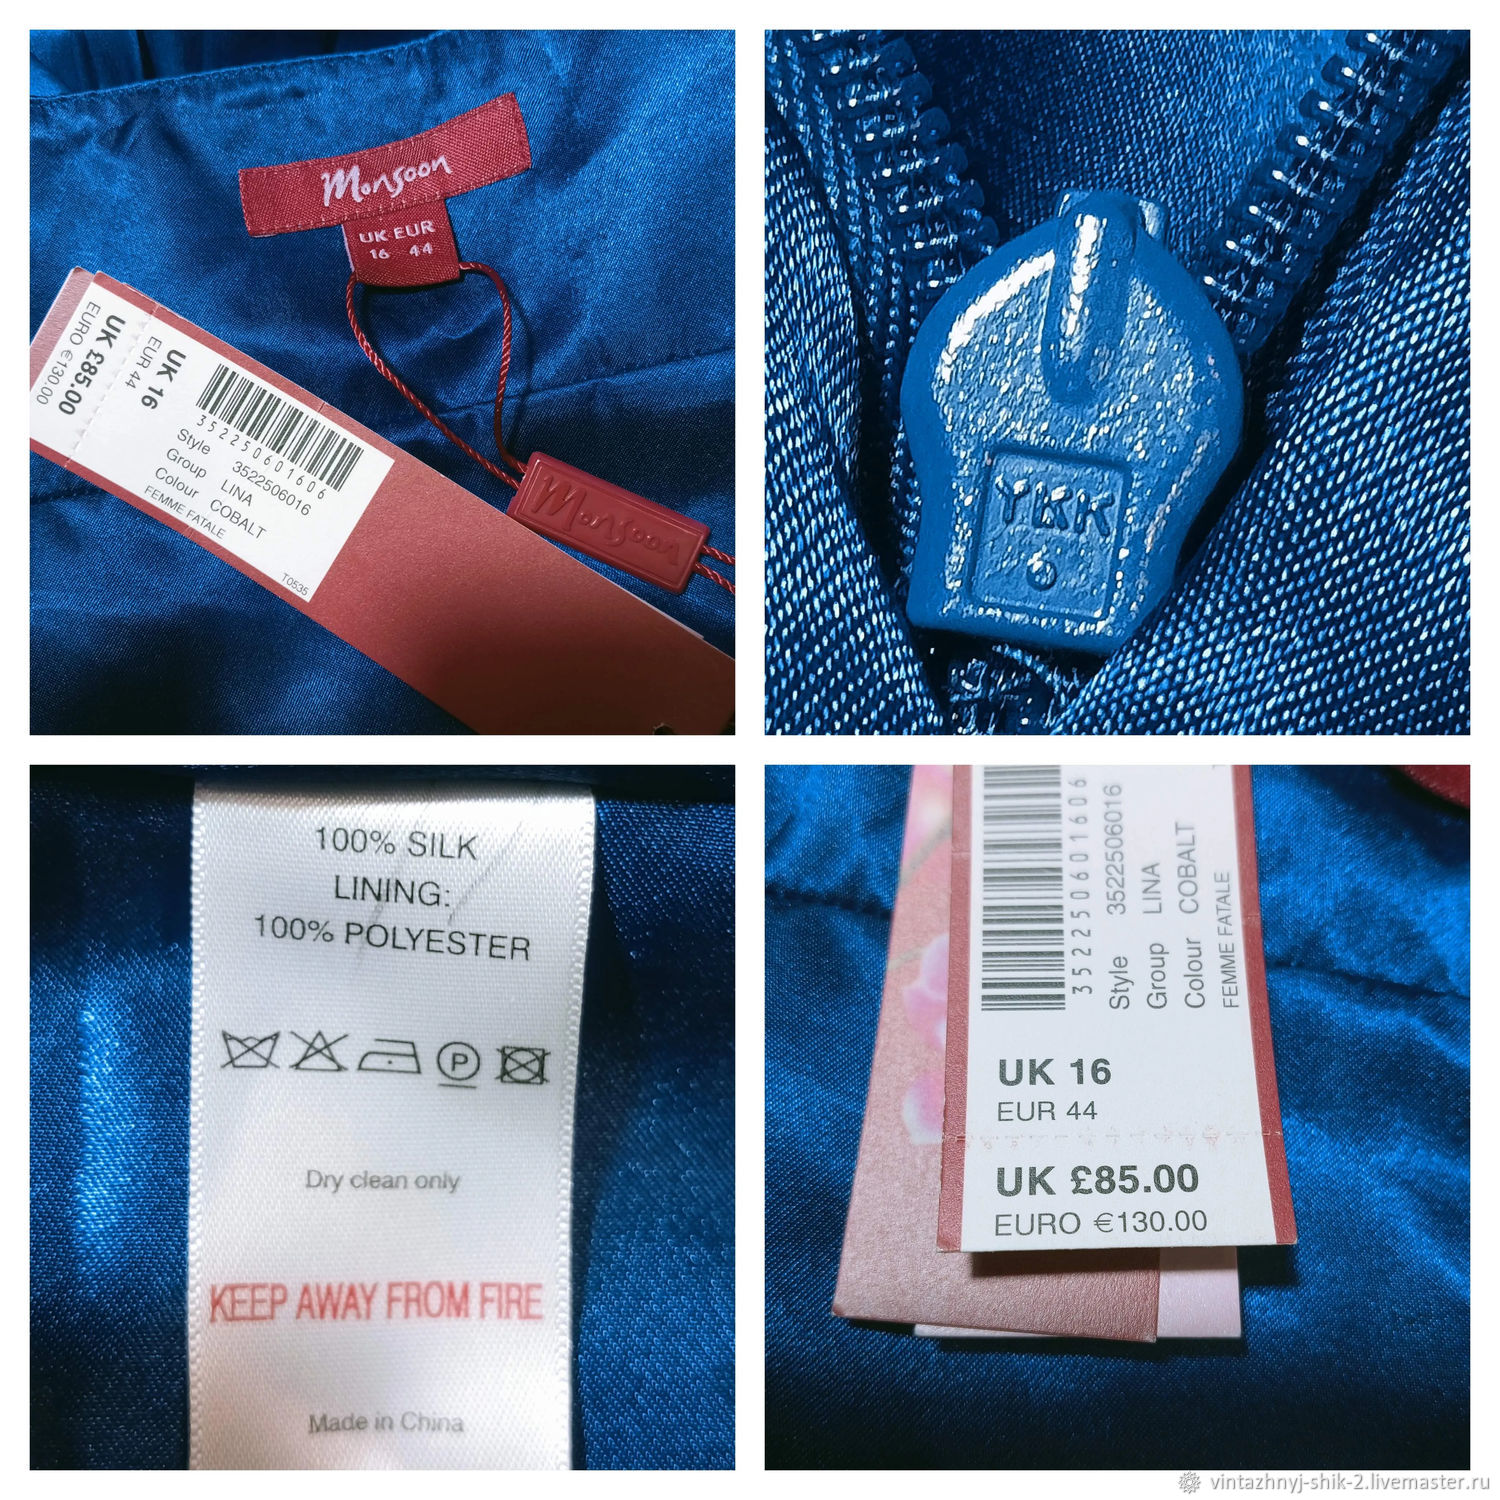 Monsoon
UK EUR
16 44
UK £85.00
EURO €130.00
UK 16
EUR 44
352250601606
Style 3522506016
Group LINA
Colour COBALT
FEMME FATALE
T0535
Monsoon
YKK
6
100% SILK
LINING:
100% POLYESTER
P
Dry clean only
KEEP AWAY FROM FIRE
Made in China
352250601606
Style 3522506016
Group LINA
Colour COBALT
FEMME FATALE
UK 16
EUR 44
UK £85.00
EURO €130.00
vintazhnyj-shik-2.livemaster.ru